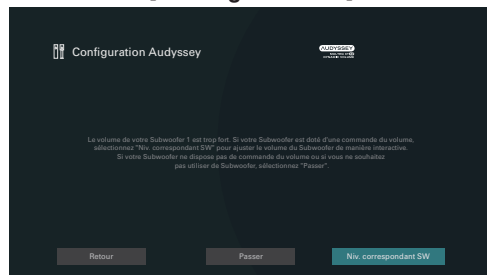 Configuration Audyssey
AUDYSSEY
Le volume de votre Subwoofer 1 est trop fort. Si votre Subwoofer est doté d'une commande du volume,
sélectionnez "Niv. correspondant SW" pour ajuster le volume du Subwoofer de manière interactive.
Si votre Subwoofer ne dispose pas de commande du volume ou si vous ne souhaitez
pas utiliser de Subwoofer, sélectionnez "Passer".
Retour
Passer
Niv. correspondant SW